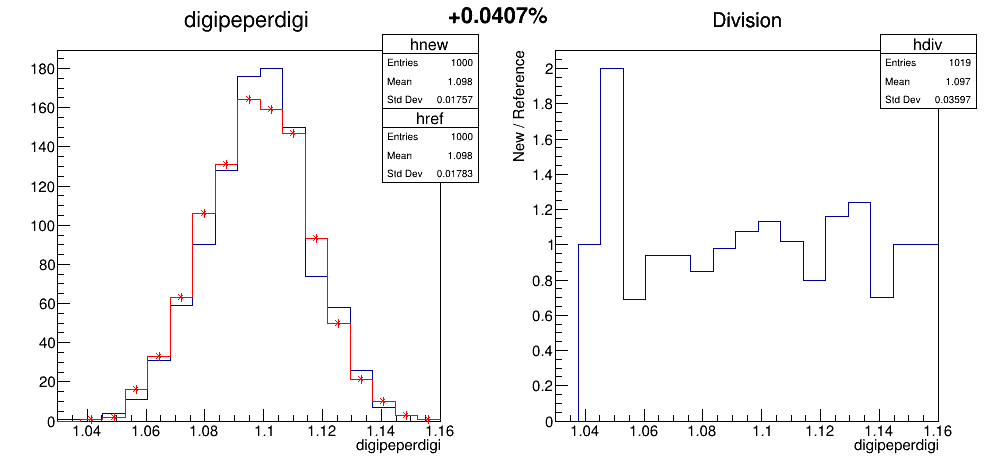 +0.0407%
digipeperdigi
hnew
Entries 1000
Mean 1.098
Std Dev 0.01757
href
Entries 1000
Mean 1.098
Std Dev 0.01783
180
160
140
120
100
80
60
40
20
0
1.04 1.06 1.08 1.1 1.12 1.14 1.16
digipeperdigi
Division
hdiv
Entries 1019
Mean 1.097
Std Dev 0.03597
New / Reference
2
1.8
1.6
1.4
1.2
1
0.8
0.6
0.4
0.2
0
1.04 1.06 1.08 1.1 1.12 1.14 1.16
digipeperdigi